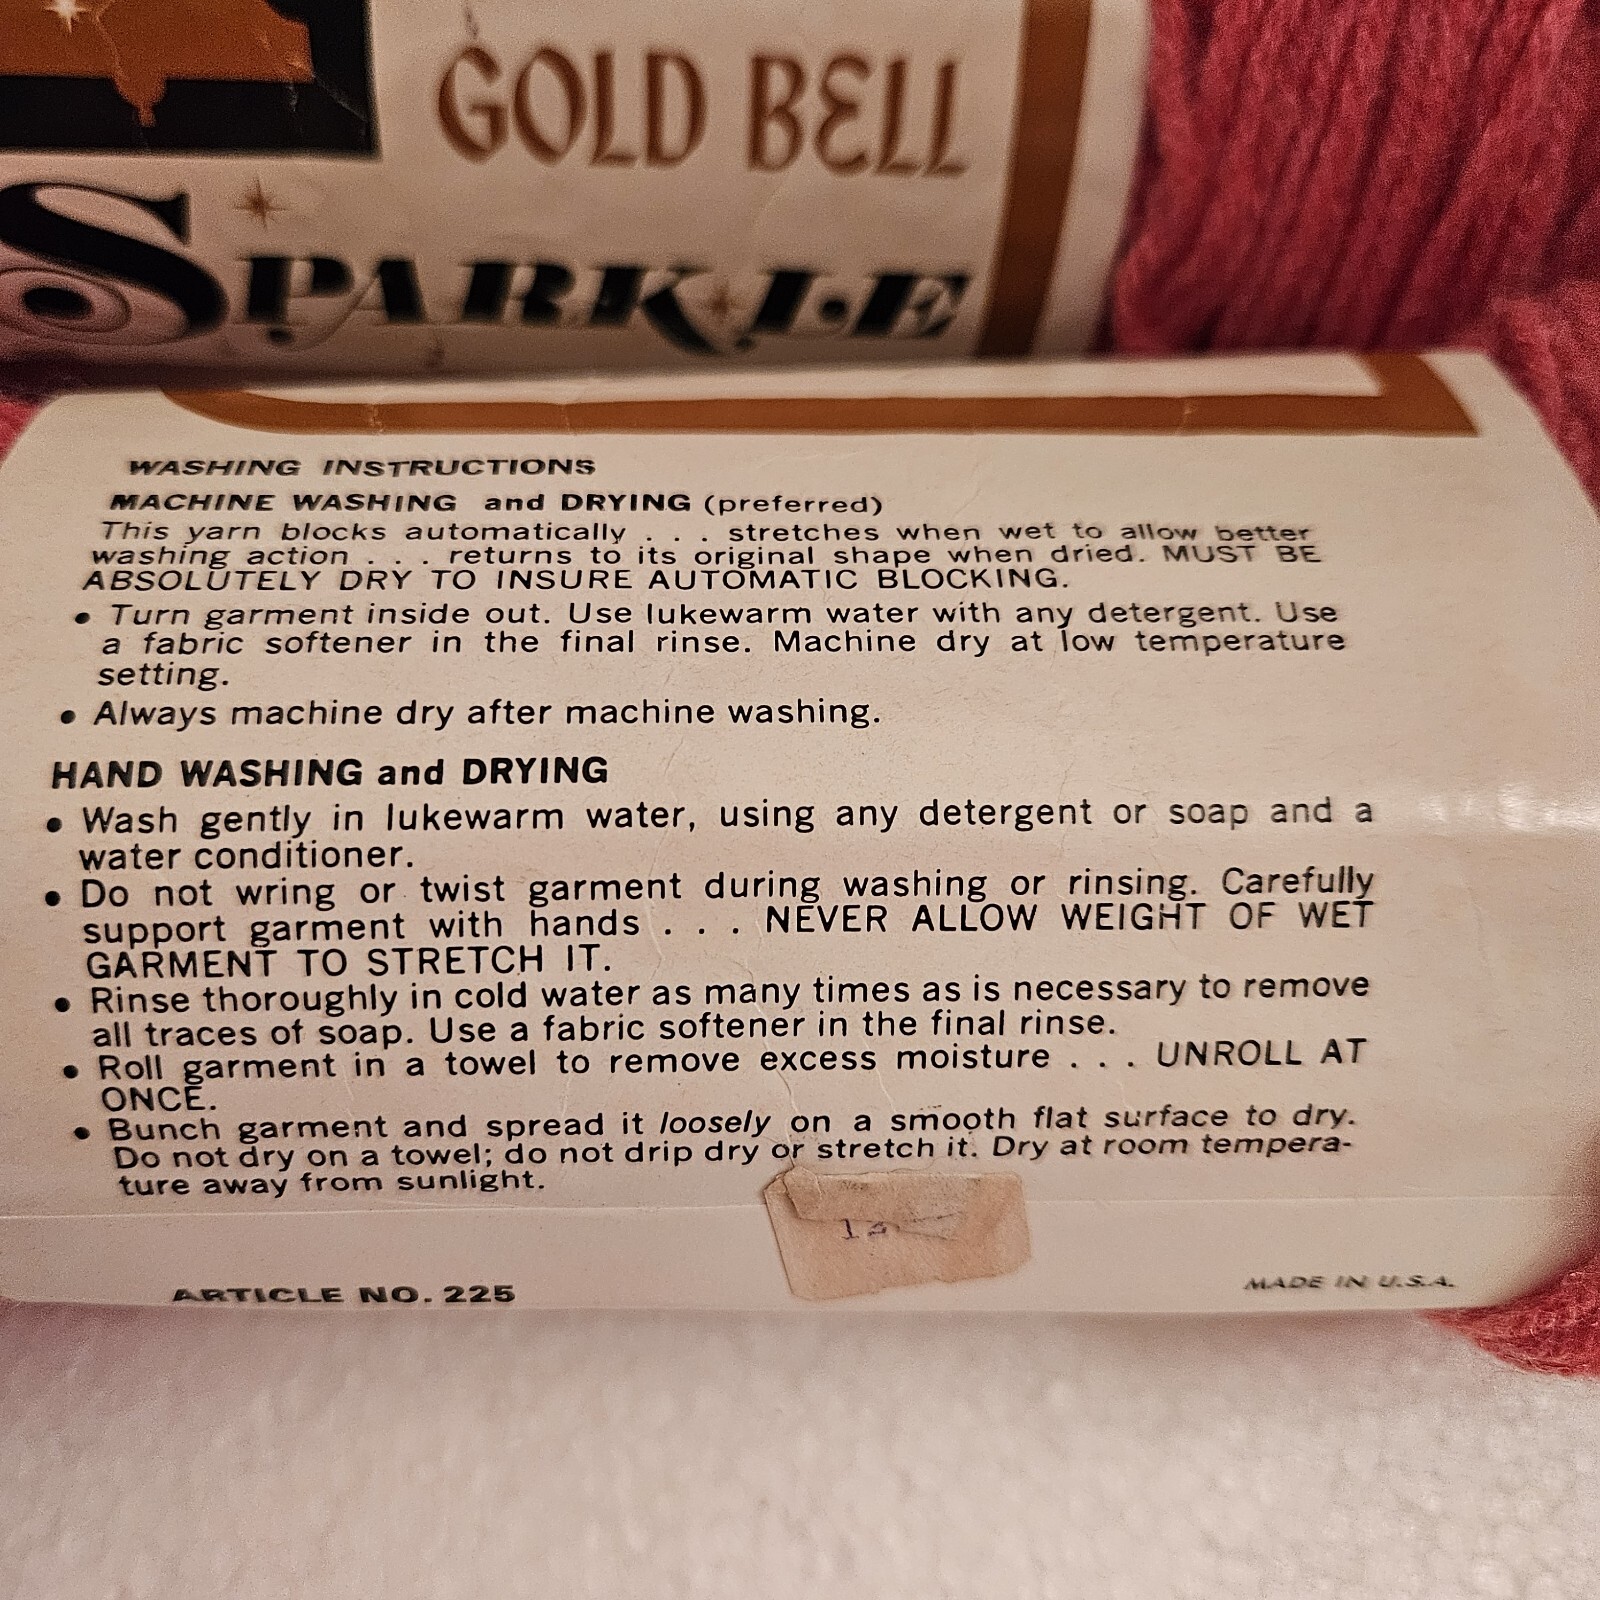 GOLD BELL
SPARKLE
WASHING INSTRUCTIONS
MACHINE WASHING and DRYING (preferred)
This yarn blocks automatically . . . stretches when wet to allow better
washing action . . . returns to its original shape when dried. MUST BE
ABSOLUTELY DRY TO INSURE AUTOMATIC BLOCKING.
• Turn garment inside out. Use lukewarm water with any detergent. Use
a fabric softener in the final rinse. Machine dry at low temperature
setting.
• Always machine dry after machine washing.
HAND WASHING and DRYING
• Wash gently in lukewarm water, using any detergent or soap and a
water conditioner.
• Do not wring or twist garment during washing or rinsing. Carefully
support garment with hands . . . NEVER ALLOW WEIGHT OF WET
GARMENT TO STRETCH IT.
• Rinse thoroughly in cold water as many times as is necessary to remove
all traces of soap. Use a fabric softener in the final rinse.
• Roll garment in a towel to remove excess moisture . . . UNROLL AT
ONCE.
• Bunch garment and spread it loosely on a smooth flat surface to dry.
Do not dry on a towel; do not drip dry or stretch it. Dry at room tempera-
ture away from sunlight.
ARTICLE NO. 225
MADE IN U.S.A.